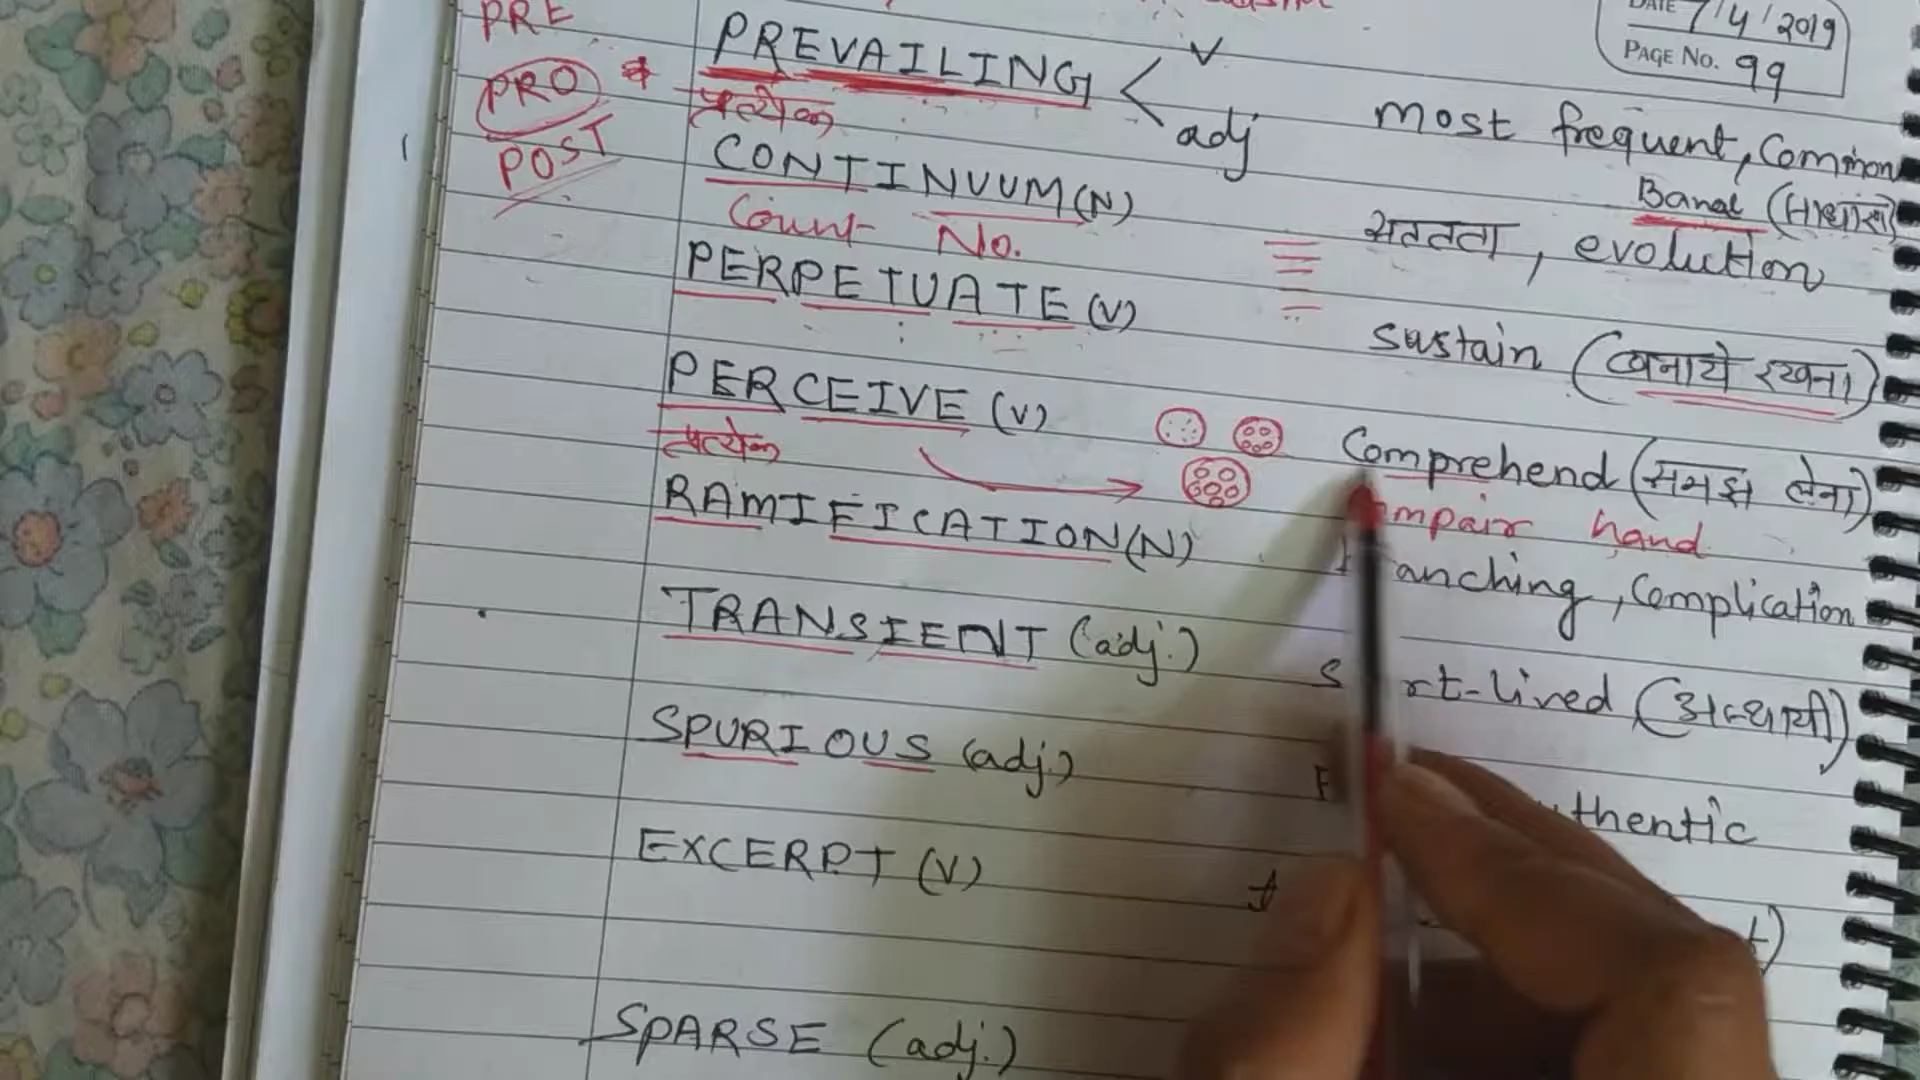 PRE
DATE 7/4/2019
PAGE No. 99
PREVAILING < v adj most frequent, Common
PRO प्रत्येक Banal
POST CONTINUUM (N) सततता, evolution
Count No.
PERPETUATE (V) sustain (बनाये रखना)
PERCEIVE (V) Comprehend (समझ लेना)
प्रत्येक ompair hand
RAMIFICATION (N) anching, Complication
TRANSIENT (adj.) s rt-lived (अस्थायी)
SPURIOUS (adj.) thentic
EXCERPT (V) t t)
SPARSE (adj.)